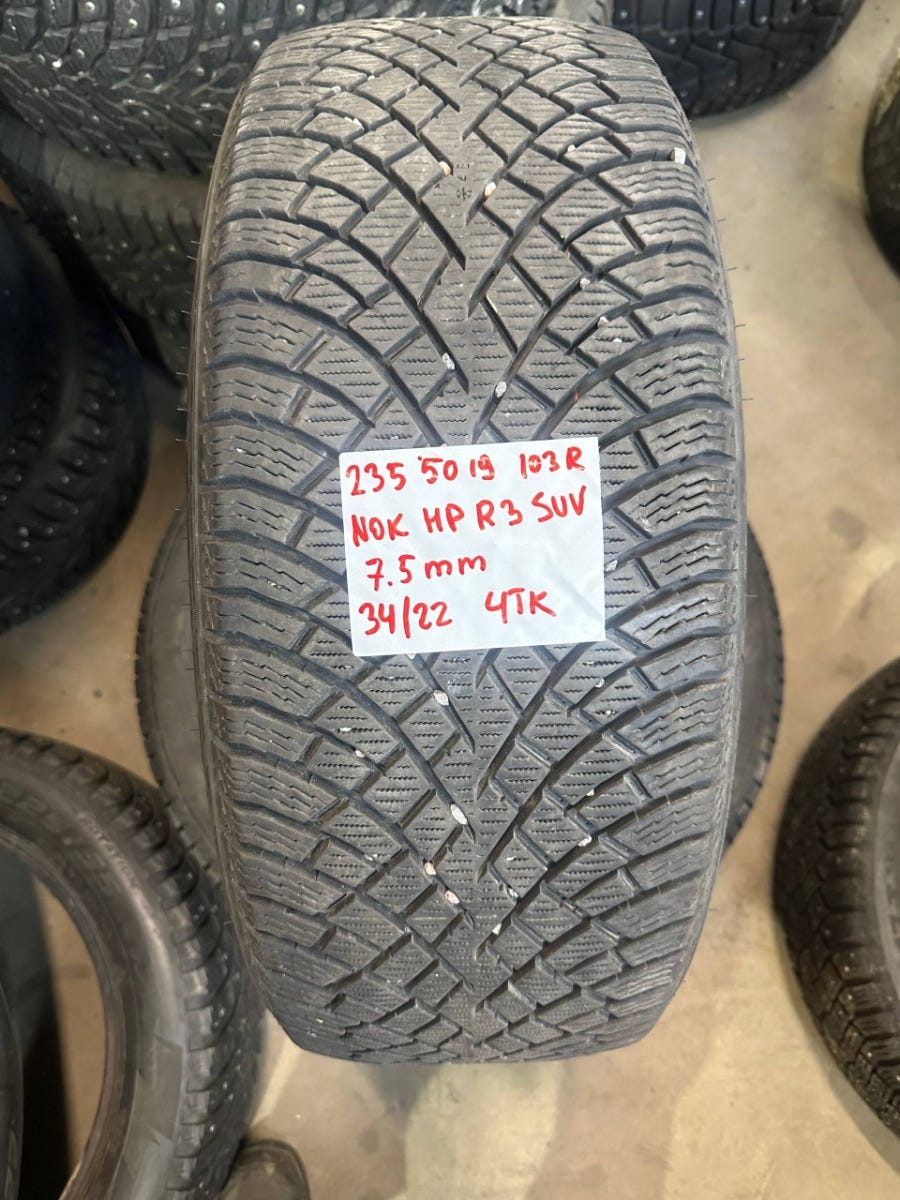 235 50 19 103R
NOK HP R3 SUV
7.5mm
34/22 4TK